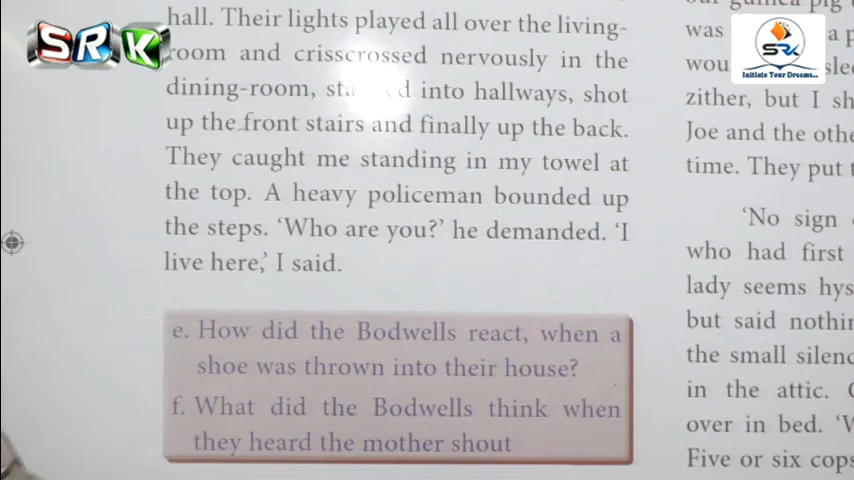 SRK
hall. Their lights played all over the living-
room and crisscrossed nervously in the
dining-room, into hallways, shot
up the front stairs and finally up the back.
They caught me standing in my towel at
the top. A heavy policeman bounded up
the steps. ‘Who are you?’ he demanded. ‘I
live here,’ I said.
e. How did the Bodwells react, when a
shoe was thrown into their house?
f. What did the Bodwells think when
they heard the mother shout
SRK
Initiate Your Dreams...
our guinea pig
was a p
zither, but I sh
Joe and the othe
time. They put
‘No sign
who had first
lady seems hys
but said nothin
the small silenc
in the attic.
over in bed. ‘W
Five or six cops